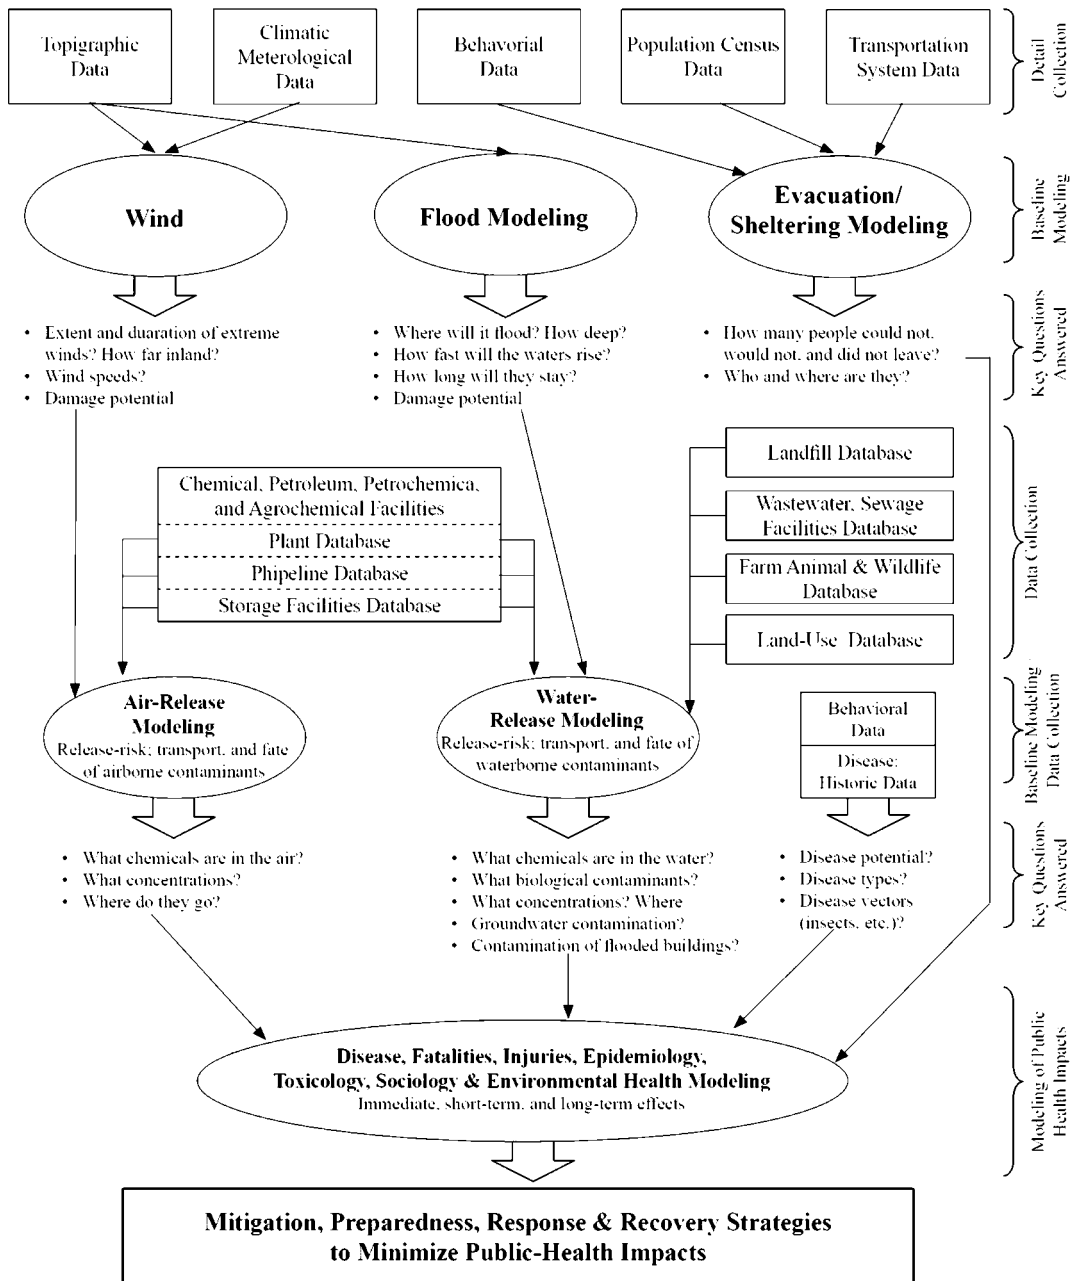 Topigraphic
Data
Climatic
Meterological
Data
Behavorial
Data
Population Census
Data
Transportation
System Data
Detail
Collection
Wind
Flood Modeling
Evacuation/
Sheltering Modeling
Baseline
Modeling
• Extent and duaration of extreme
winds? How far inland?
• Wind speeds?
• Damage potential
• Where will it flood? How deep?
• How fast will the waters rise?
• How long will they stay?
• Damage potential
• How many people could not,
would not, and did not leave?
• Who and where are they?
Key Questions
Answered
Chemical, Petroleum, Petrochemica,
and Agrochemical Facilities
Plant Database
Phipeline Database
Storage Facilities Database
Landfill Database
Wastewater, Sewage
Facilities Database
Farm Animal & Wildlife
Database
Land-Use Database
Data Collection
Air-Release
Modeling
Release-risk; transport, and fate
of airborne contaminants
Water-
Release Modeling
Release-risk; transport, and fate of
waterborne contaminants
Behavioral
Data
Disease;
Historic Data
Baseline Modeling
Data Collection
• What chemicals are in the air?
• What concentrations?
• Where do they go?
• What chemicals are in the water?
• What biological contaminants?
• What concentrations? Where
• Groundwater contamination?
• Contamination of flooded buildings?
• Disease potential?
• Disease types?
• Disease vectors
(insects, etc.)?
Key Questions
Answered
Disease, Fatalities, Injuries, Epidemiology,
Toxicology, Sociology & Environmental Health Modeling
Immediate, short-term, and long-term effects
Modeling of Public
Health Impacts
Mitigation, Preparedness, Response & Recovery Strategies
to Minimize Public-Health Impacts